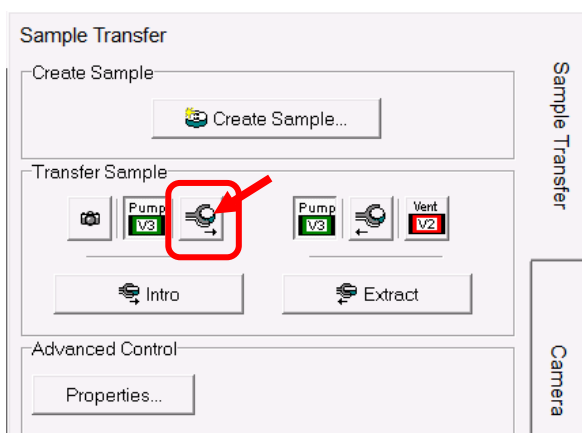 Sample Transfer
Create Sample
Create Sample...
Transfer Sample
Pump
V3
Pump
V3
Vent
V2
Intro
Extract
Advanced Control
Properties...
Sample Transfer
Camera